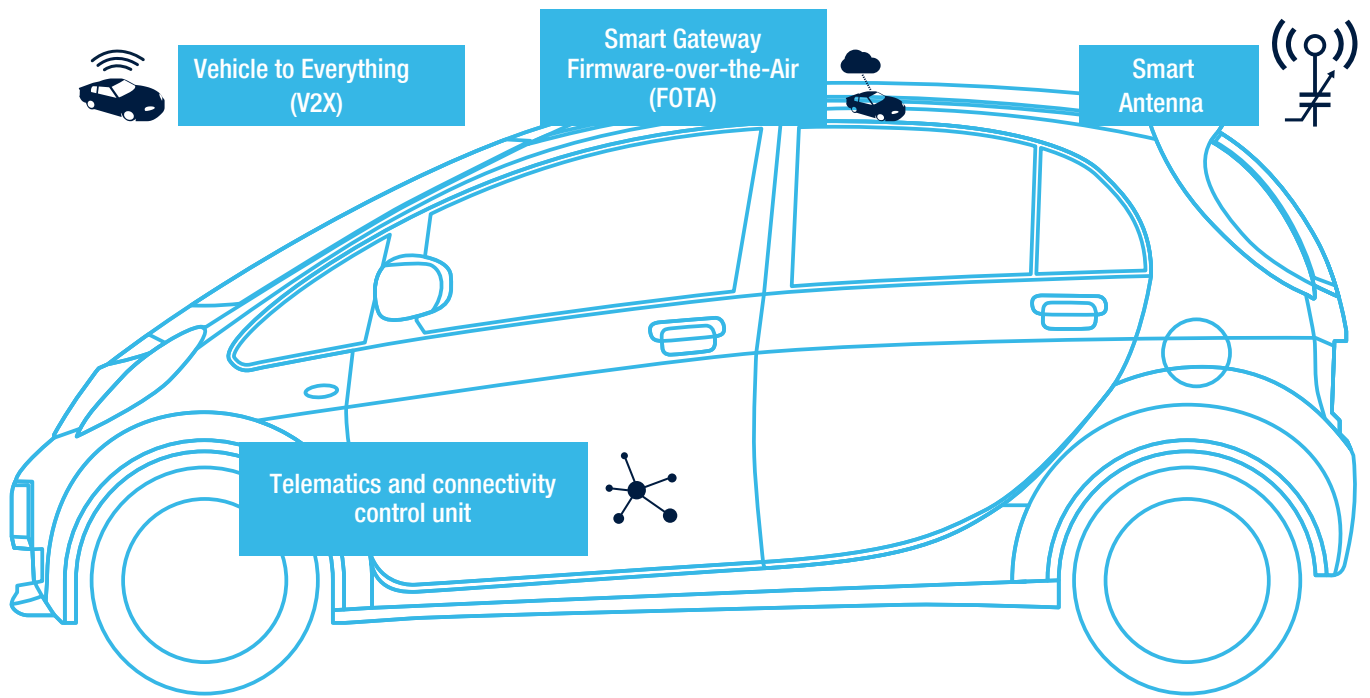 Vehicle to Everything
(V2X)
Smart Gateway
Firmware-over-the-Air
(FOTA)
Smart
Antenna
Telematics and connectivity
control unit